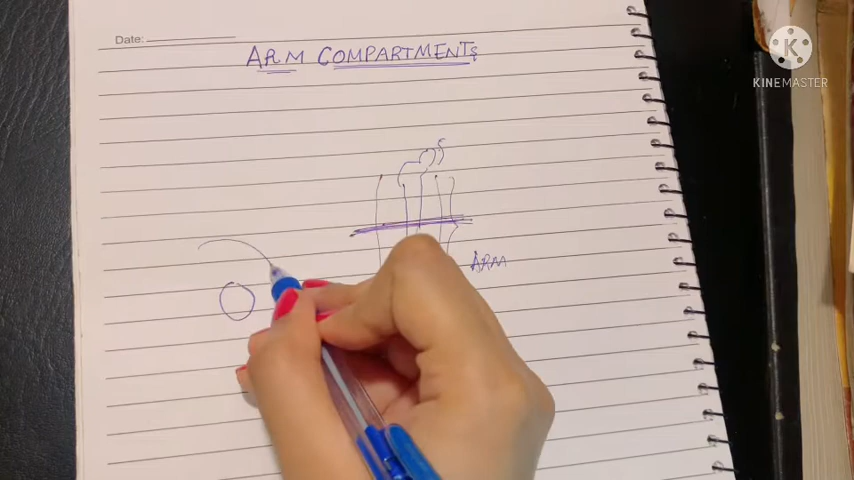 Date:
ARM COMPARTMENTS
K
KINEMASTER
ARM